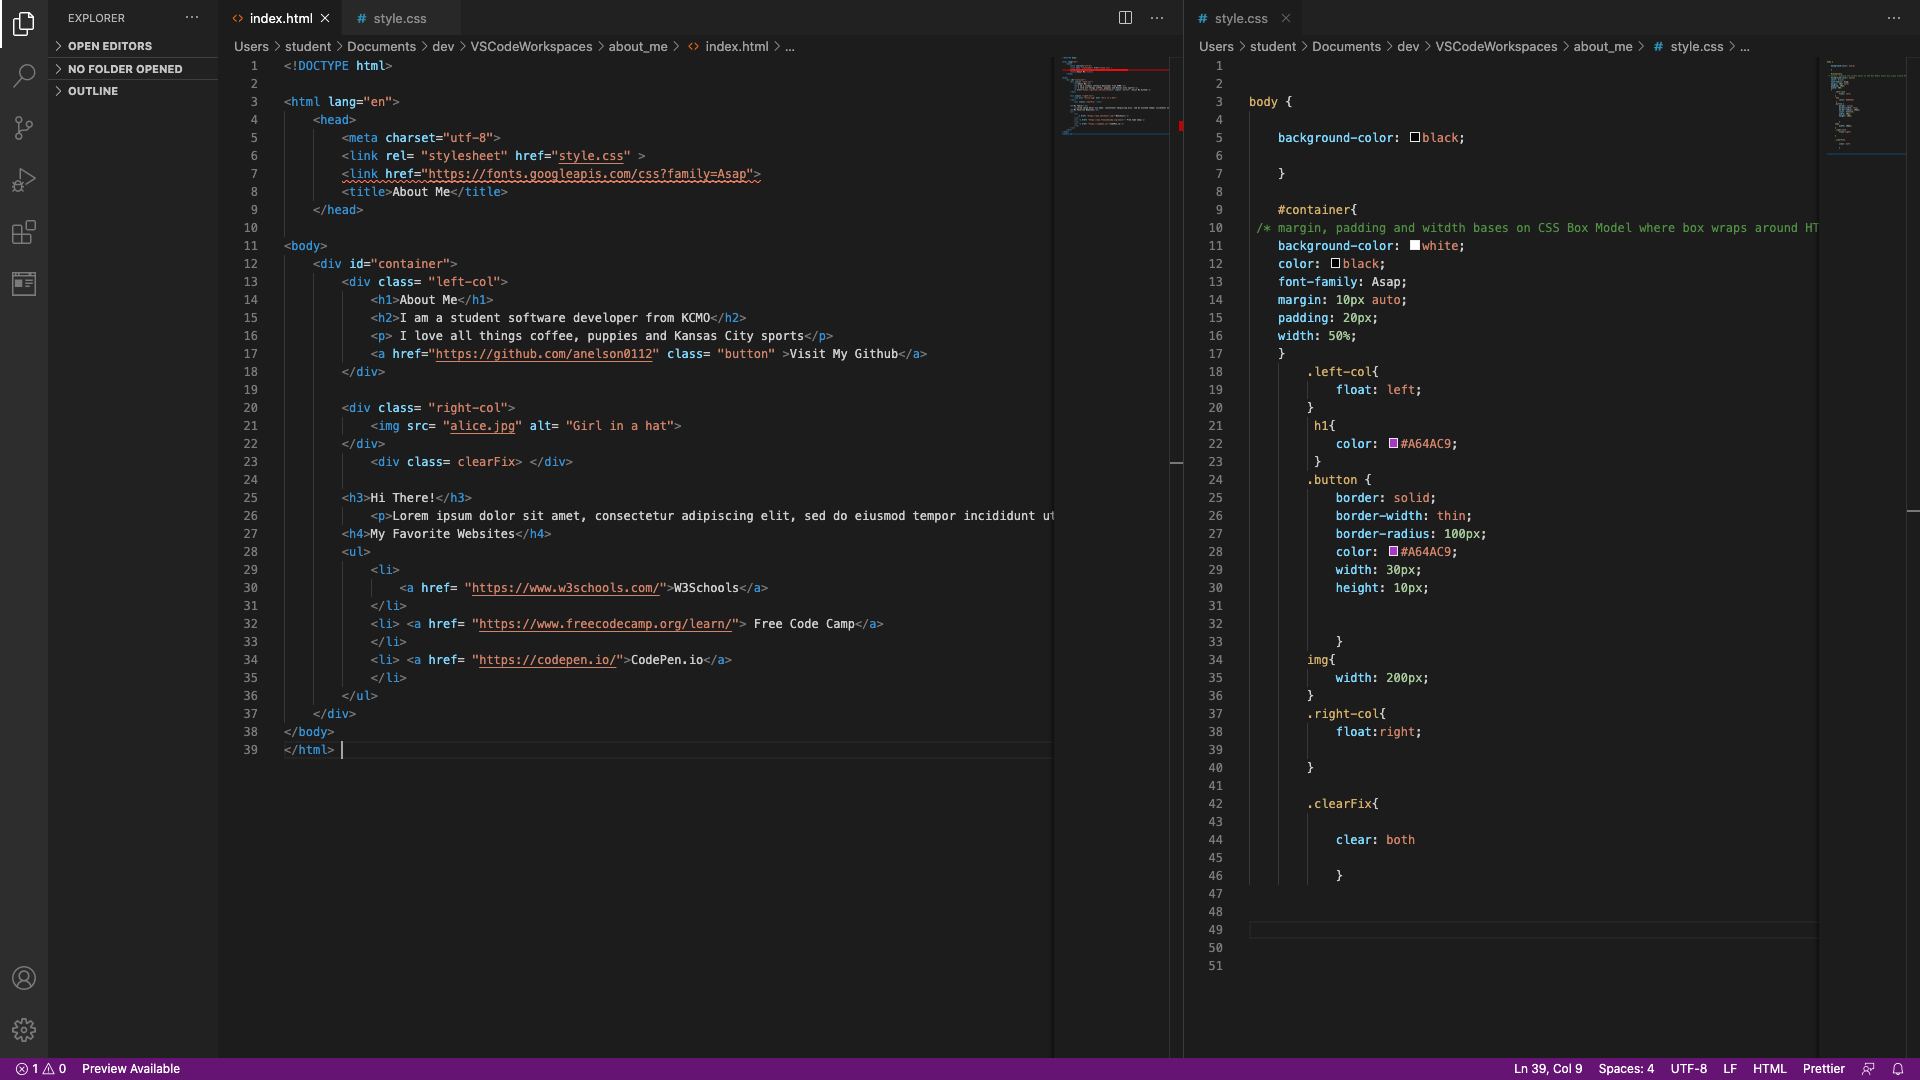 EXPLORER ···
OPEN EDITORS
NO FOLDER OPENED
OUTLINE
index.html
# style.css
Users > student > Documents > dev > VSCodeWorkspaces > about_me > index.html > ...
1 <!DOCTYPE html>
2
3 <html lang="en">
4 <head>
5 <meta charset="utf-8">
6 <link rel= "stylesheet" href="style.css" >
7 <link href="https://fonts.googleapis.com/css?family=Asap">
8 <title>About Me</title>
9 </head>
10
11 <body>
12 <div id="container">
13 <div class= "left-col">
14 <h1>About Me</h1>
15 <h2>I am a student software developer from KCMO</h2>
16 <p> I love all things coffee, puppies and Kansas City sports</p>
17 <a href="https://github.com/anelson0112" class= "button" >Visit My Github</a>
18 </div>
19
20 <div class= "right-col">
21 <img src= "alice.jpg" alt= "Girl in a hat">
22 </div>
23 <div class= clearFix> </div>
24
25 <h3>Hi There!</h3>
26 <p>Lorem ipsum dolor sit amet, consectetur adipiscing elit, sed do eiusmod tempor incididunt ut
27 <h4>My Favorite Websites</h4>
28 <ul>
29 <li>
30 <a href= "https://www.w3schools.com/">W3Schools</a>
31 </li>
32 <li> <a href= "https://www.freecodecamp.org/learn/"> Free Code Camp</a>
33 </li>
34 <li> <a href= "https://codepen.io/">CodePen.io</a>
35 </li>
36 </ul>
37 </div>
38 </body>
39 </html>
# style.css
Users > student > Documents > dev > VSCodeWorkspaces > about_me > # style.css > ...
1
2
3 body {
4
5 background-color: black;
6
7 }
8
9 #container{
10 /* margin, padding and witdth bases on CSS Box Model where box wraps around HT
11 background-color: white;
12 color: black;
13 font-family: Asap;
14 margin: 10px auto;
15 padding: 20px;
16 width: 50%;
17 }
18 .left-col{
19 float: left;
20 }
21 h1{
22 color: #A64AC9;
23 }
24 .button {
25 border: solid;
26 border-width: thin;
27 border-radius: 100px;
28 color: #A64AC9;
29 width: 30px;
30 height: 10px;
31
32
33 }
34 img{
35 width: 200px;
36 }
37 .right-col{
38 float:right;
39
40 }
41
42 .clearFix{
43
44 clear: both
45
46 }
47
48
49
50
51
1 0 Preview Available
Ln 39, Col 9 Spaces: 4 UTF-8 LF HTML Prettier